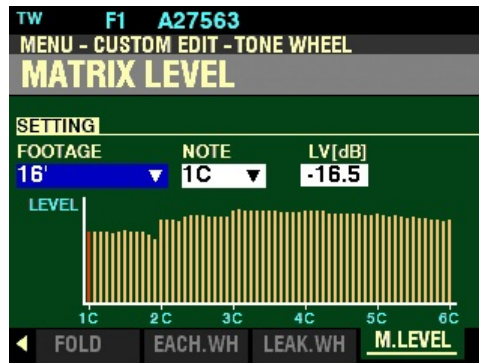 TW F1 A27563
MENU - CUSTOM EDIT -TONE WHEEL
MATRIX LEVEL
SETTING
FOOTAGE NOTE LV[dB]
16' ▼ 1C ▼ -16.5
LEVEL
1C 2C 3C 4C 5C 6C
◀ FOLD EACH.WH LEAK.WH M.LEVEL